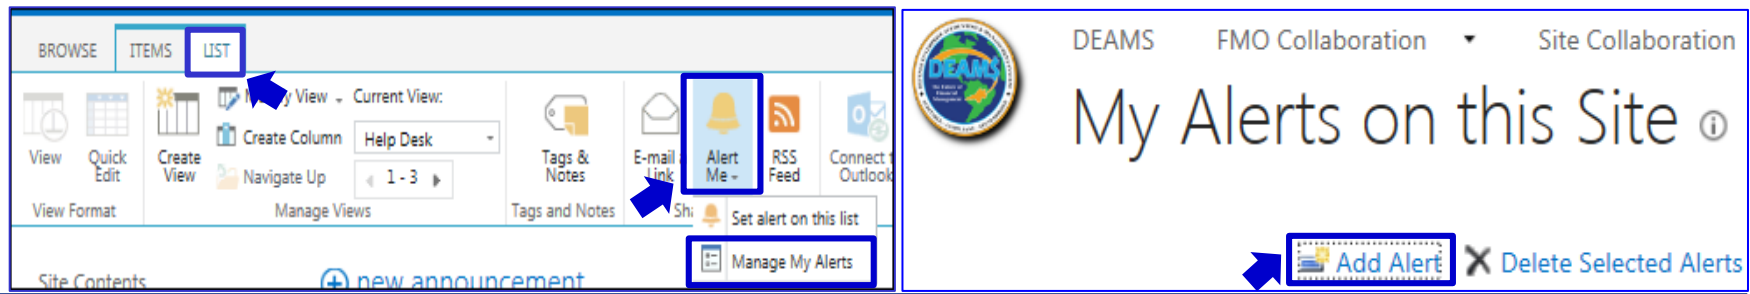 BROWSE ITEMS LIST
View
Quick Edit
Create View
View
Create Column
Navigate Up
Current View:
Help Desk
1 - 3
Tags & Notes
E-mail
Link
Alert Me
RSS Feed
Connect
Outlook
View Format
Manage Views
Tags and Notes
Set alert on this list
Manage My Alerts
Site Contents
new announcement
DEAMS
DEAMS FMO Collaboration Site Collaboration
My Alerts on this Site
Add Alert Delete Selected Alerts